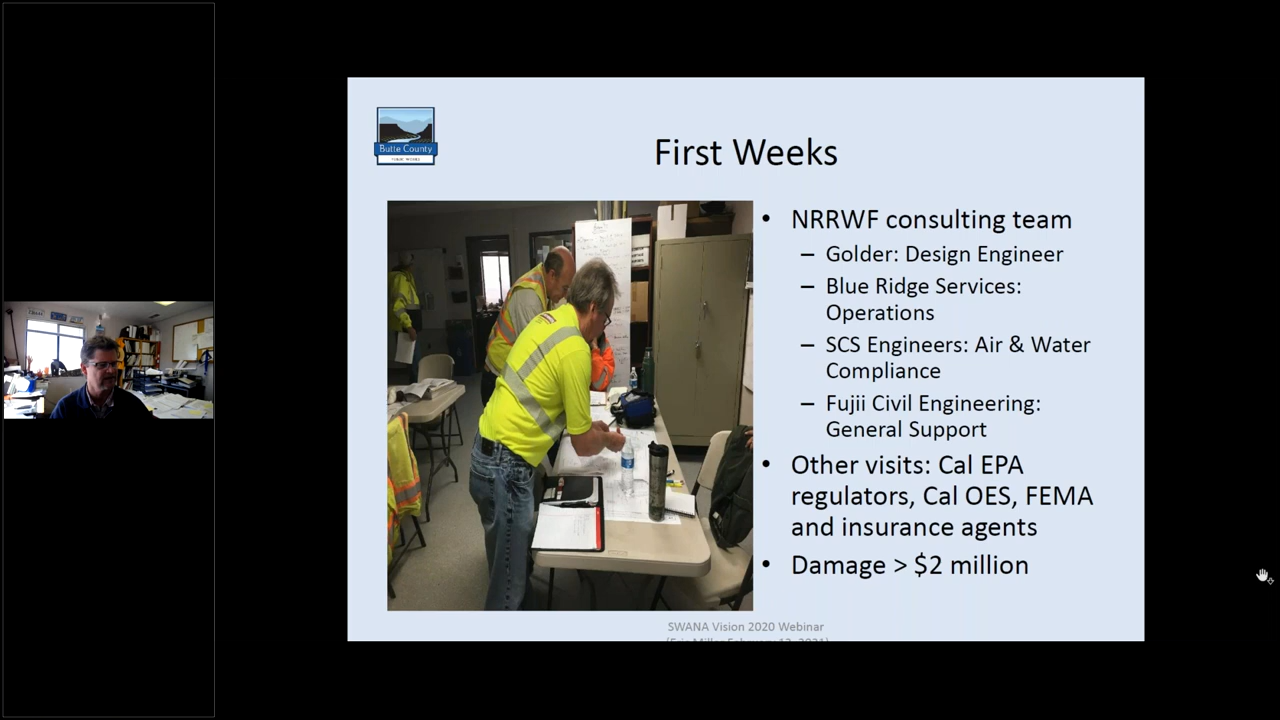 Butte County
PUBLIC WORKS
First Weeks
• NRRWF consulting team
– Golder: Design Engineer
– Blue Ridge Services:
Operations
– SCS Engineers: Air & Water
Compliance
– Fujii Civil Engineering:
General Support
• Other visits: Cal EPA
regulators, Cal OES, FEMA
and insurance agents
• Damage > $2 million
SWANA Vision 2020 Webinar